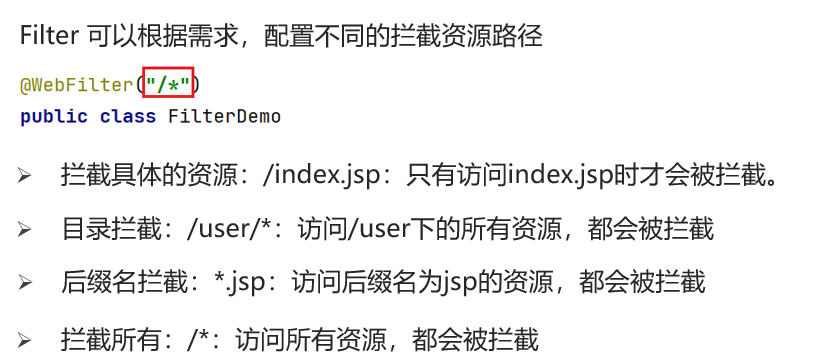 Filter 可以根据需求，配置不同的拦截资源路径
@WebFilter("/*")
public class FilterDemo
➢ 拦截具体的资源：/index.jsp：只有访问index.jsp时才会被拦截。
➢ 目录拦截：/user/*：访问/user下的所有资源，都会被拦截
➢ 后缀名拦截：*.jsp：访问后缀名为jsp的资源，都会被拦截
➢ 拦截所有：/*：访问所有资源，都会被拦截